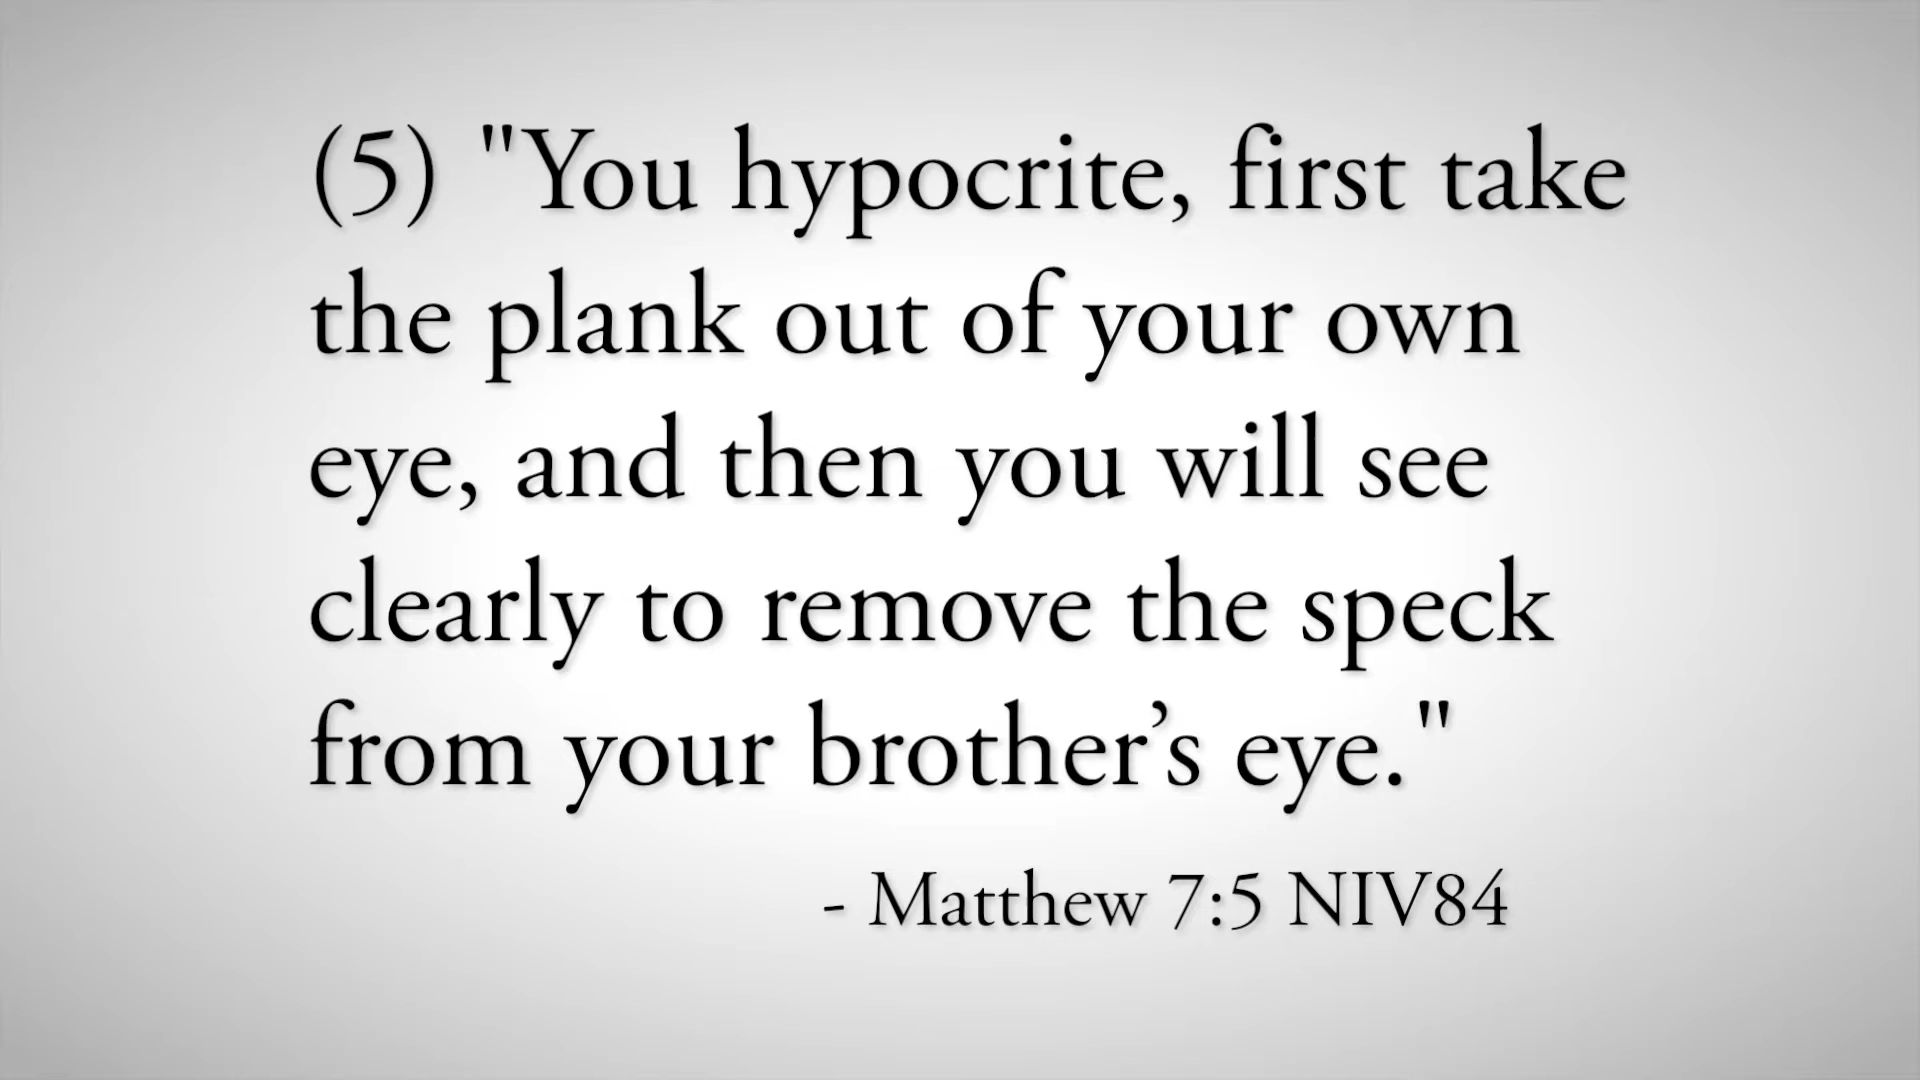 (5) "You hypocrite, first take
the plank out of your own
eye, and then you will see
clearly to remove the speck
from your brother’s eye."
- Matthew 7:5 NIV84